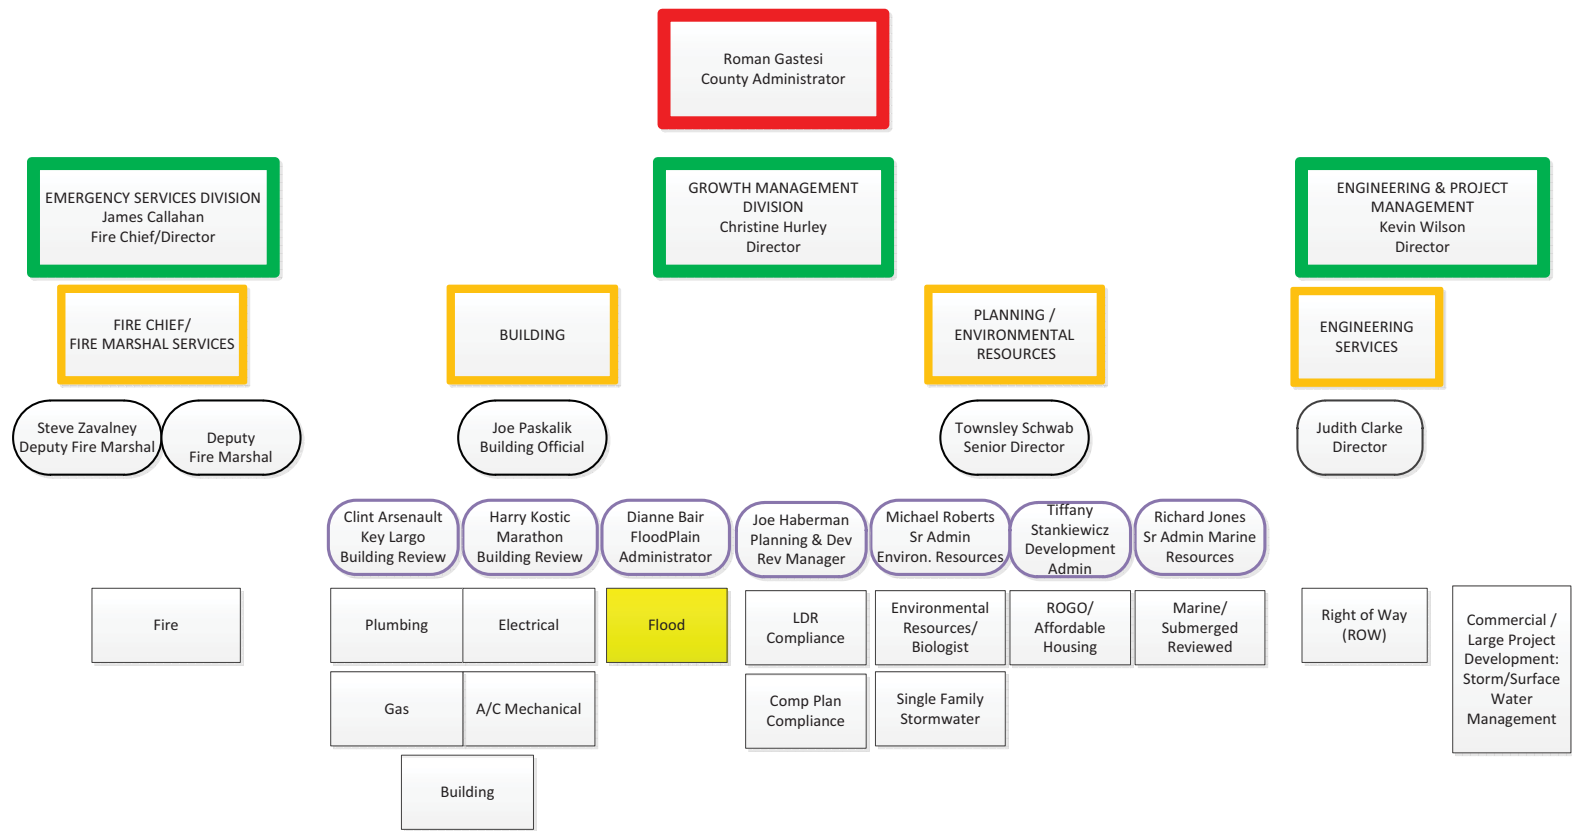 Roman Gastesi
County Administrator
EMERGENCY SERVICES DIVISION
James Callahan
Fire Chief/Director
GROWTH MANAGEMENT
DIVISION
Christine Hurley
Director
ENGINEERING & PROJECT
MANAGEMENT
Kevin Wilson
Director
FIRE CHIEF/
FIRE MARSHAL SERVICES
BUILDING
PLANNING /
ENVIRONMENTAL
RESOURCES
ENGINEERING
SERVICES
Steve Zavalney
Deputy Fire Marshal
Deputy
Fire Marshal
Joe Paskalik
Building Official
Townsley Schwab
Senior Director
Judith Clarke
Director
Clint Arsenault
Key Largo
Building Review
Harry Kostic
Marathon
Building Review
Dianne Bair
FloodPlain
Administrator
Joe Haberman
Planning & Dev
Rev Manager
Michael Roberts
Sr Admin
Environ. Resources
Tiffany
Stankiewicz
Development
Admin
Richard Jones
Sr Admin Marine
Resources
Fire
Plumbing
Electrical
Flood
LDR
Compliance
Environmental
Resources/
Biologist
ROGO/
Affordable
Housing
Marine/
Submerged
Reviewed
Right of Way
(ROW)
Commercial /
Large Project
Development:
Storm/Surface
Water
Management
Gas
A/C Mechanical
Comp Plan
Compliance
Single Family
Stormwater
Building